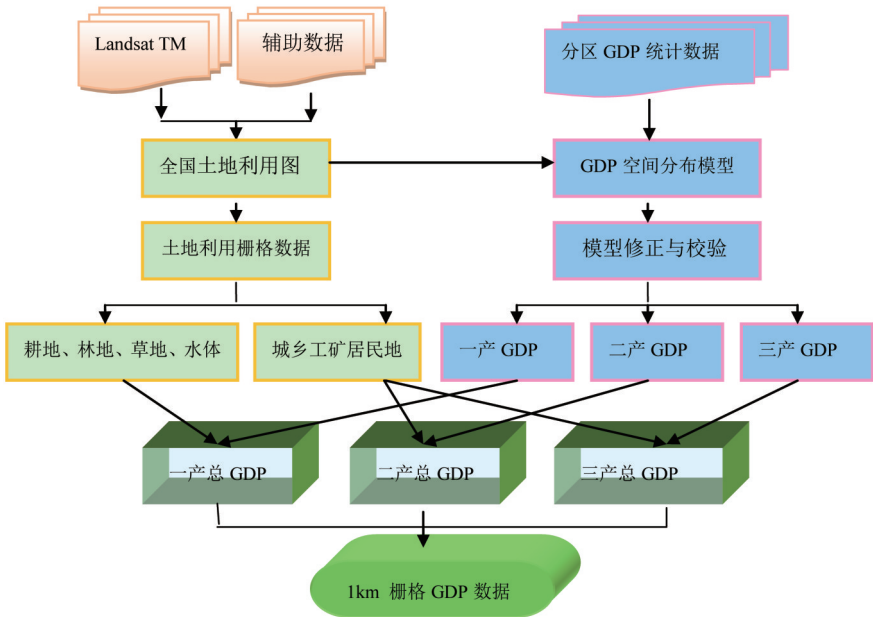 Landsat TM
辅助数据
分区 GDP 统计数据
全国土地利用图
GDP 空间分布模型
土地利用栅格数据
模型修正与校验
耕地、林地、草地、水体
城乡工矿居民地
一产 GDP
二产 GDP
三产 GDP
一产总 GDP
二产总 GDP
三产总 GDP
1km 栅格 GDP 数据